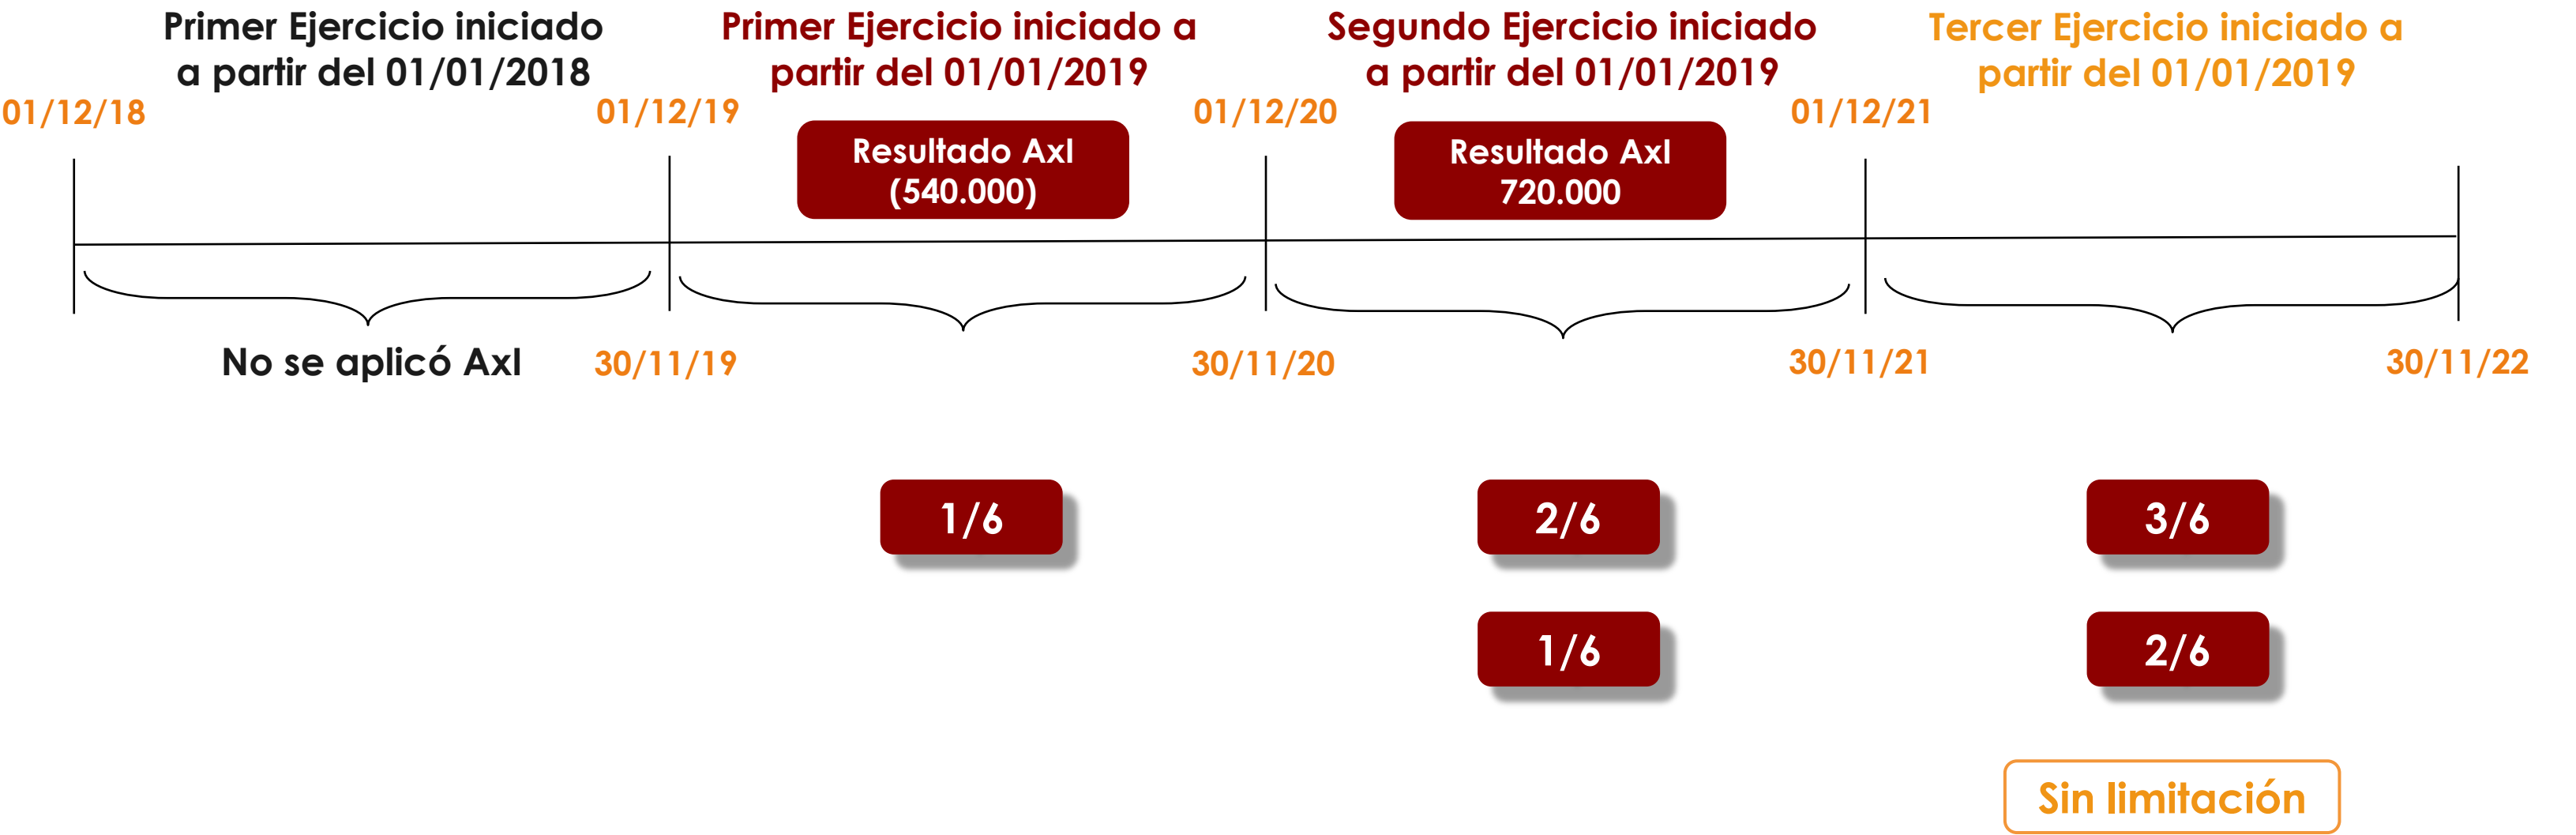 Primer Ejercicio iniciado
a partir del 01/01/2018
Primer Ejercicio iniciado a
partir del 01/01/2019
Segundo Ejercicio iniciado
a partir del 01/01/2019
Tercer Ejercicio iniciado a
partir del 01/01/2019
01/12/18
01/12/19
01/12/20
01/12/21
Resultado AxI
(540.000)
Resultado AxI
720.000
No se aplicó AxI
30/11/19
30/11/20
30/11/21
30/11/22
1/6
2/6
3/6
1/6
2/6
Sin limitación